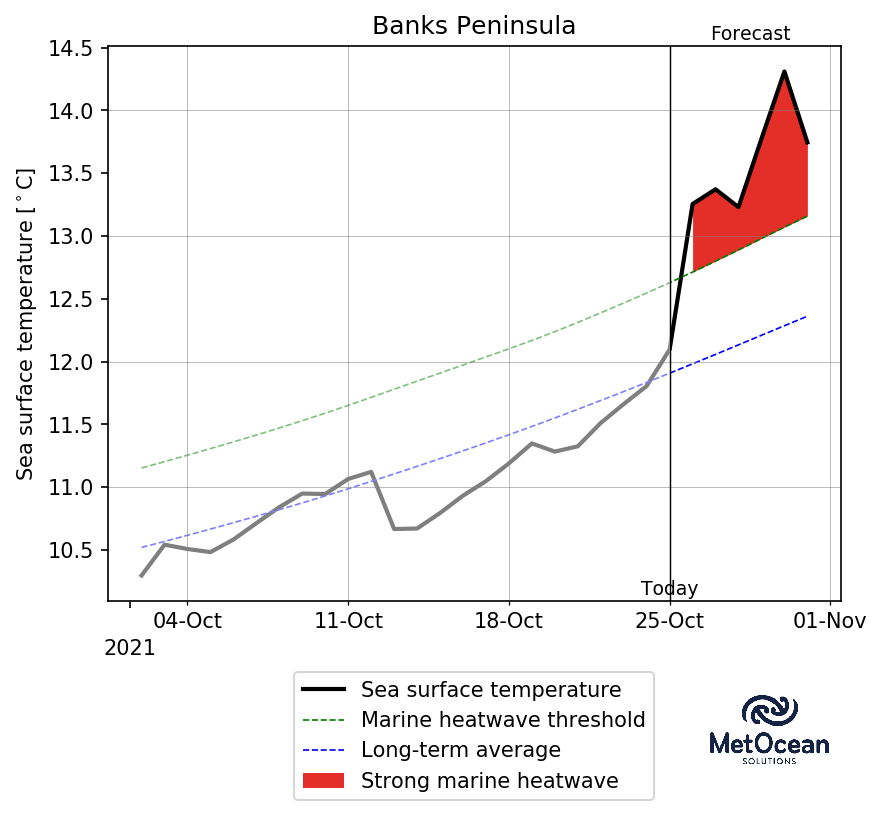 Banks Peninsula
Forecast
Sea surface temperature [°C]
14.5
14.0
13.5
13.0
12.5
12.0
11.5
11.0
10.5
Today
04-Oct
11-Oct
18-Oct
25-Oct
01-Nov
2021
Sea surface temperature
Marine heatwave threshold
Long-term average
Strong marine heatwave
MetOcean
SOLUTIONS